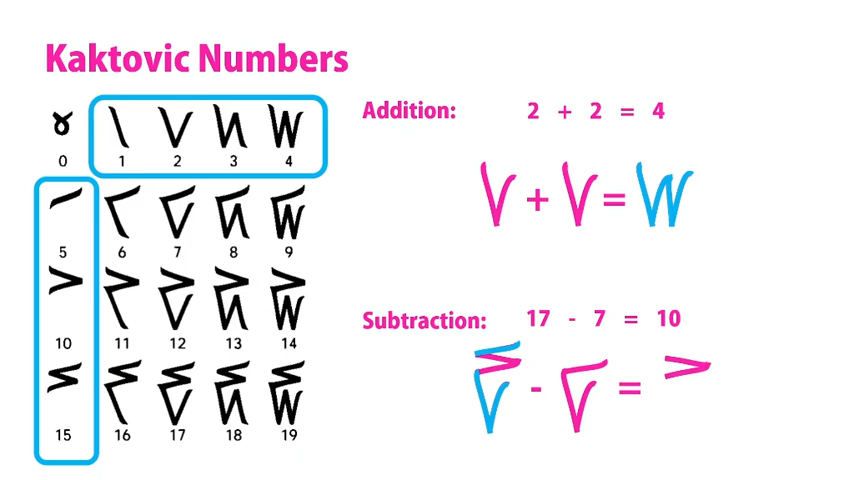 Kaktovic Numbers
𝋀 𝋁 𝋂 𝋃 𝋄
0 1 2 3 4
𝋅 𝋆 𝋇 𝋈 𝋉
5 6 7 8 9
𝋊 𝋋 𝋌 𝋍 𝋎
10 11 12 13 14
𝋏 𝋐 𝋑 𝋒 𝋓
15 16 17 18 19
Addition: 2 + 2 = 4
𝋂 + 𝋂 = 𝋄
Subtraction: 17 - 7 = 10
𝋑 - 𝋇 = 𝋊